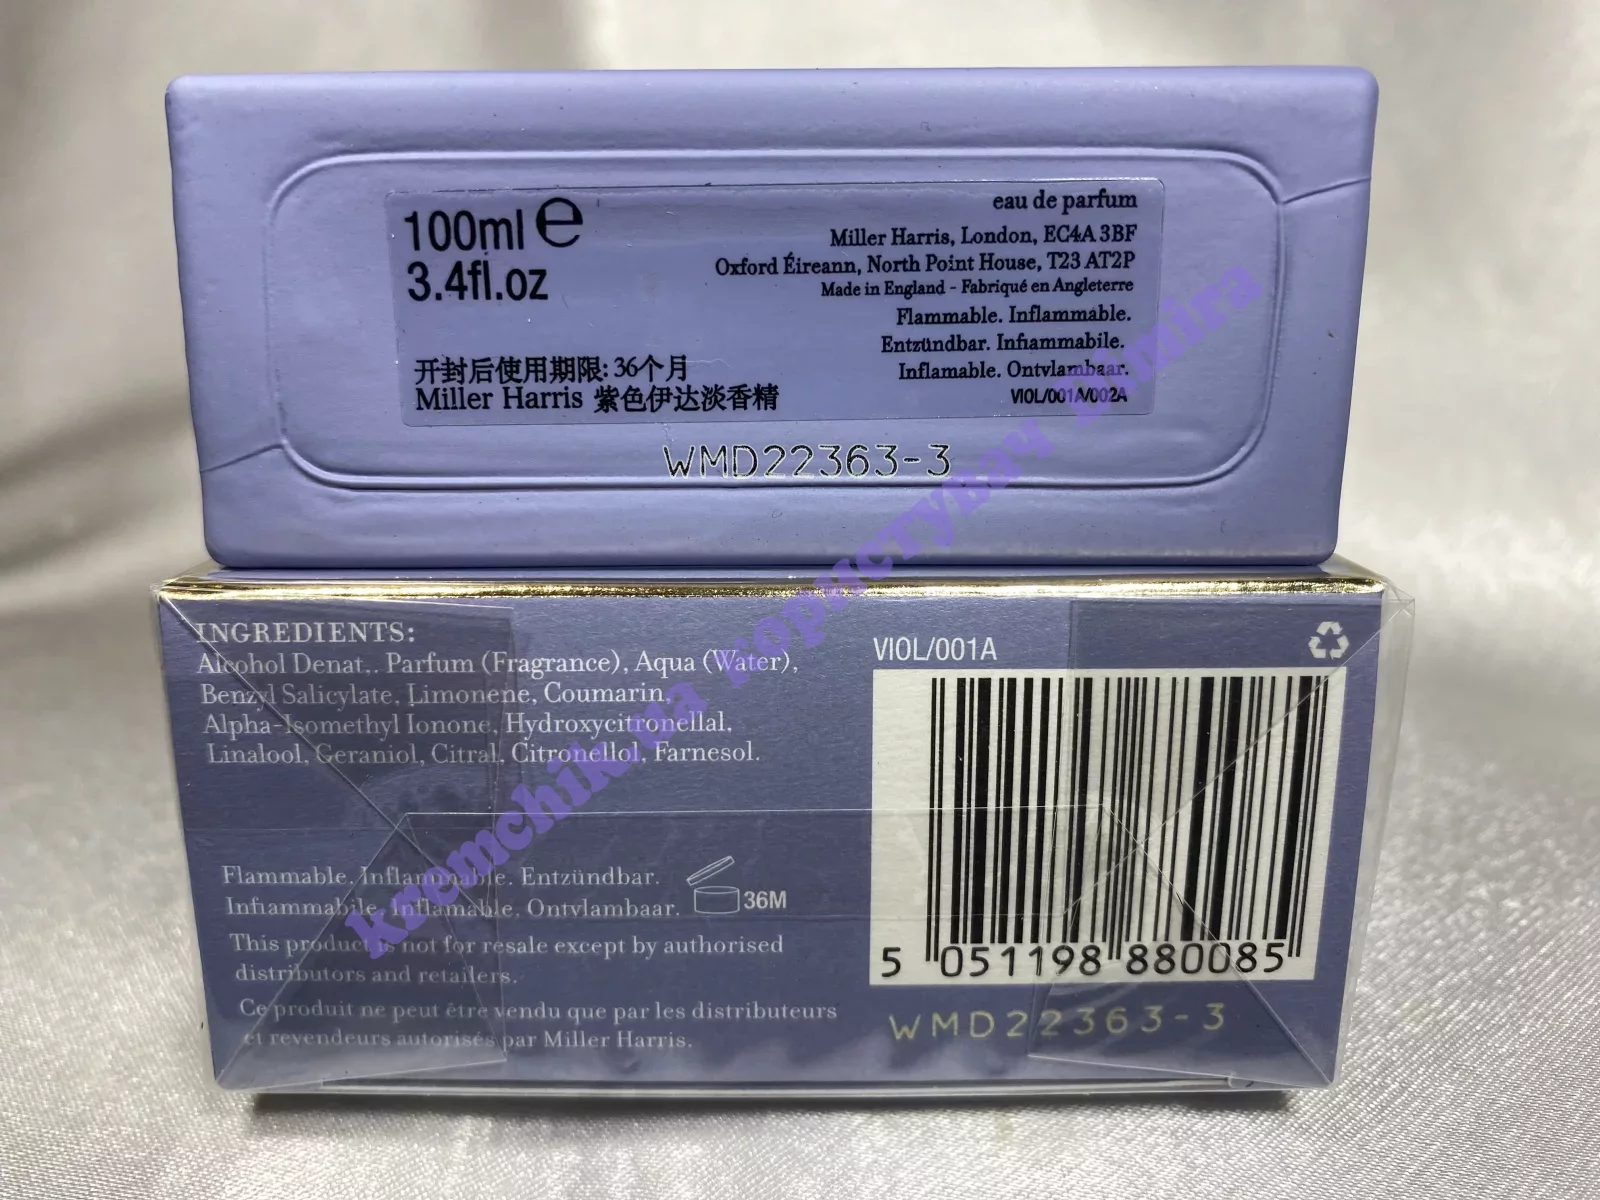 100ml e
3.4fl.oz
eau de parfum
Miller Harris, London, EC4A 3BF
Oxford Éireann, North Point House, T23 AT2P
Made in England - Fabriqué en Angleterre
Flammable. Inflammable.
Entzündbar. Infiammabile.
Inflamable. Ontvlambaar.
VIOL/001A/002A
开封后使用期限: 36个月
Miller Harris 紫色伊达淡香精
WMD22363-3
INGREDIENTS:
Alcohol Denat,. Parfum (Fragrance), Aqua (Water),
Benzyl Salicylate, Limonene, Coumarin,
Alpha-Isomethyl Ionone, Hydroxycitronellal,
Linalool, Geraniol, Citral, Citronellol, Farnesol.
Flammable. Inflammable. Entzündbar.
Infiammabile. Inflamable. Ontvlambaar.
36M
This product is not for resale except by authorised
distributors and retailers.
Ce produit ne peut être vendu que par les distributeurs
et revendeurs autorisés par Miller Harris.
VIOL/001A
5 051198 880085
WMD22363-3
kremchik.ua користувач Dimira